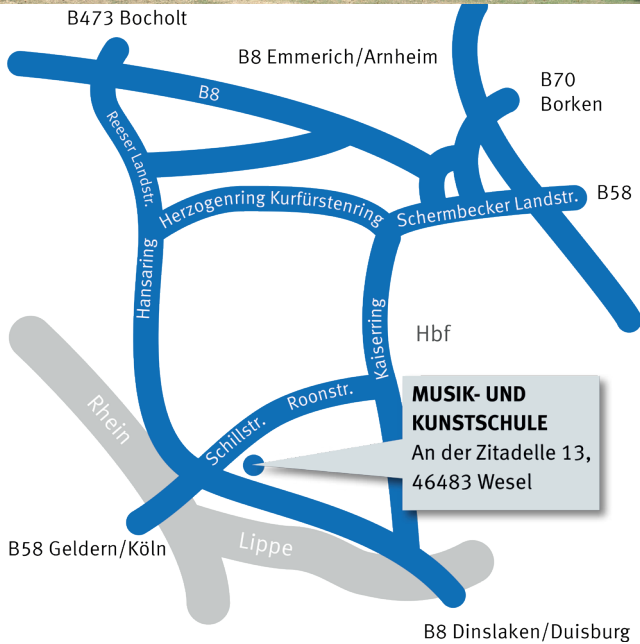 B473 Bocholt
B8 Emmerich/Arnheim
B70
Borken
B8
Reeser Landstr.
B58
Herzogenring Kurfürstenring
Schermbecker Landstr.
Hansaring
Kaiserring
Hbf
Rhein
Schillstr.
Roonstr.
MUSIK- UND
KUNSTSCHULE
An der Zitadelle 13,
46483 Wesel
B58 Geldern/Köln
Lippe
B8 Dinslaken/Duisburg